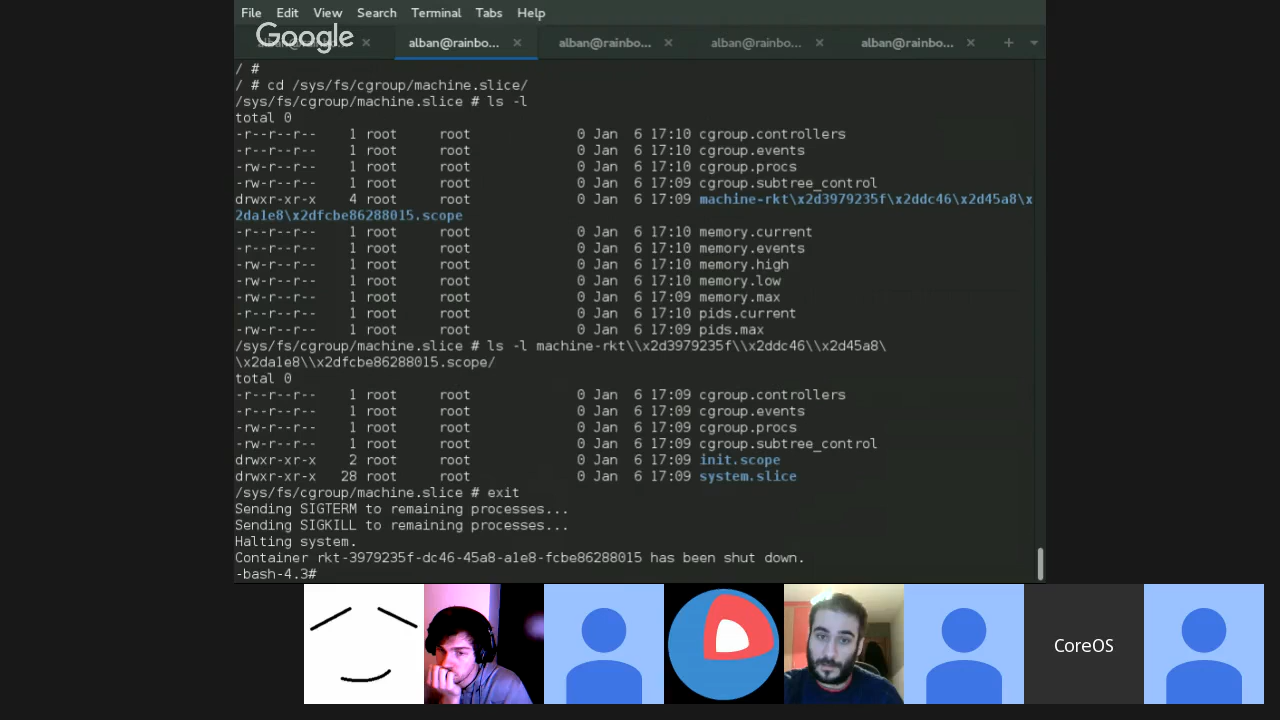 File Edit View Search Terminal Tabs Help
Google
alban@rainbo... × alban@rainbo... × alban@rainbo... × alban@rainbo... ×
/ #
/ # cd /sys/fs/cgroup/machine.slice/
/sys/fs/cgroup/machine.slice # ls -l
total 0
-r--r--r-- 1 root root 0 Jan 6 17:10 cgroup.controllers
-r--r--r-- 1 root root 0 Jan 6 17:10 cgroup.events
-rw-r--r-- 1 root root 0 Jan 6 17:10 cgroup.procs
-rw-r--r-- 1 root root 0 Jan 6 17:09 cgroup.subtree_control
drwxr-xr-x 4 root root 0 Jan 6 17:09 machine-rkt\x2d3979235f\x2ddc46\x2d45a8\x
2da1e8\x2dfcbe86288015.scope
-r--r--r-- 1 root root 0 Jan 6 17:10 memory.current
-r--r--r-- 1 root root 0 Jan 6 17:10 memory.events
-rw-r--r-- 1 root root 0 Jan 6 17:10 memory.high
-rw-r--r-- 1 root root 0 Jan 6 17:10 memory.low
-rw-r--r-- 1 root root 0 Jan 6 17:09 memory.max
-r--r--r-- 1 root root 0 Jan 6 17:10 pids.current
-rw-r--r-- 1 root root 0 Jan 6 17:09 pids.max
/sys/fs/cgroup/machine.slice # ls -l machine-rkt\\x2d3979235f\\x2ddc46\\x2d45a8\
\x2da1e8\\x2dfcbe86288015.scope/
total 0
-r--r--r-- 1 root root 0 Jan 6 17:09 cgroup.controllers
-r--r--r-- 1 root root 0 Jan 6 17:09 cgroup.events
-rw-r--r-- 1 root root 0 Jan 6 17:09 cgroup.procs
-rw-r--r-- 1 root root 0 Jan 6 17:09 cgroup.subtree_control
drwxr-xr-x 2 root root 0 Jan 6 17:09 init.scope
drwxr-xr-x 28 root root 0 Jan 6 17:09 system.slice
/sys/fs/cgroup/machine.slice # exit
Sending SIGTERM to remaining processes...
Sending SIGKILL to remaining processes...
Halting system.
Container rkt-3979235f-dc46-45a8-a1e8-fcbe86288015 has been shut down.
-bash-4.3#
CoreOS